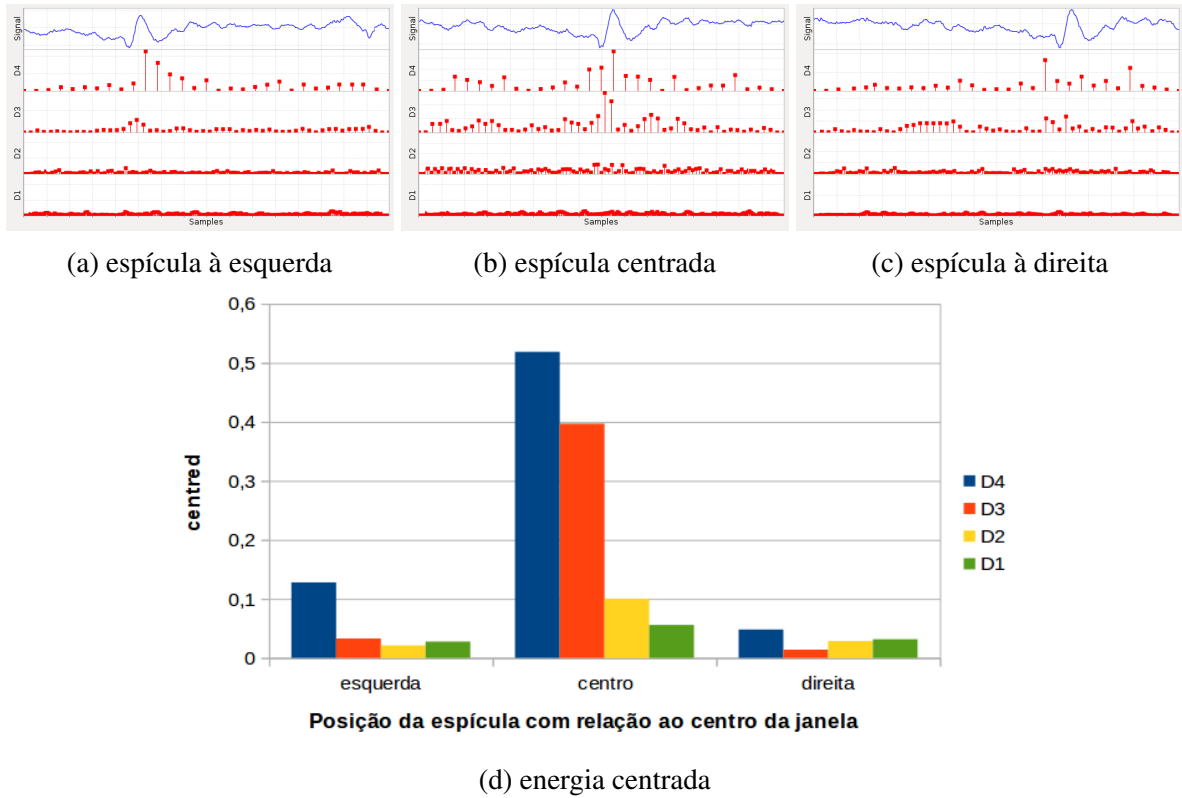 Signal
D4
D3
D2
D1
Samples
Signal
D4
D3
D2
D1
Samples
Signal
D4
D3
D2
D1
Samples
(a) espícula à esquerda
(b) espícula centrada
(c) espícula à direita
0,6
0,5
0,4
0,3
0,2
0,1
0
centred
esquerda
centro
direita
Posição da espícula com relação ao centro da janela
D4
D3
D2
D1
(d) energia centrada